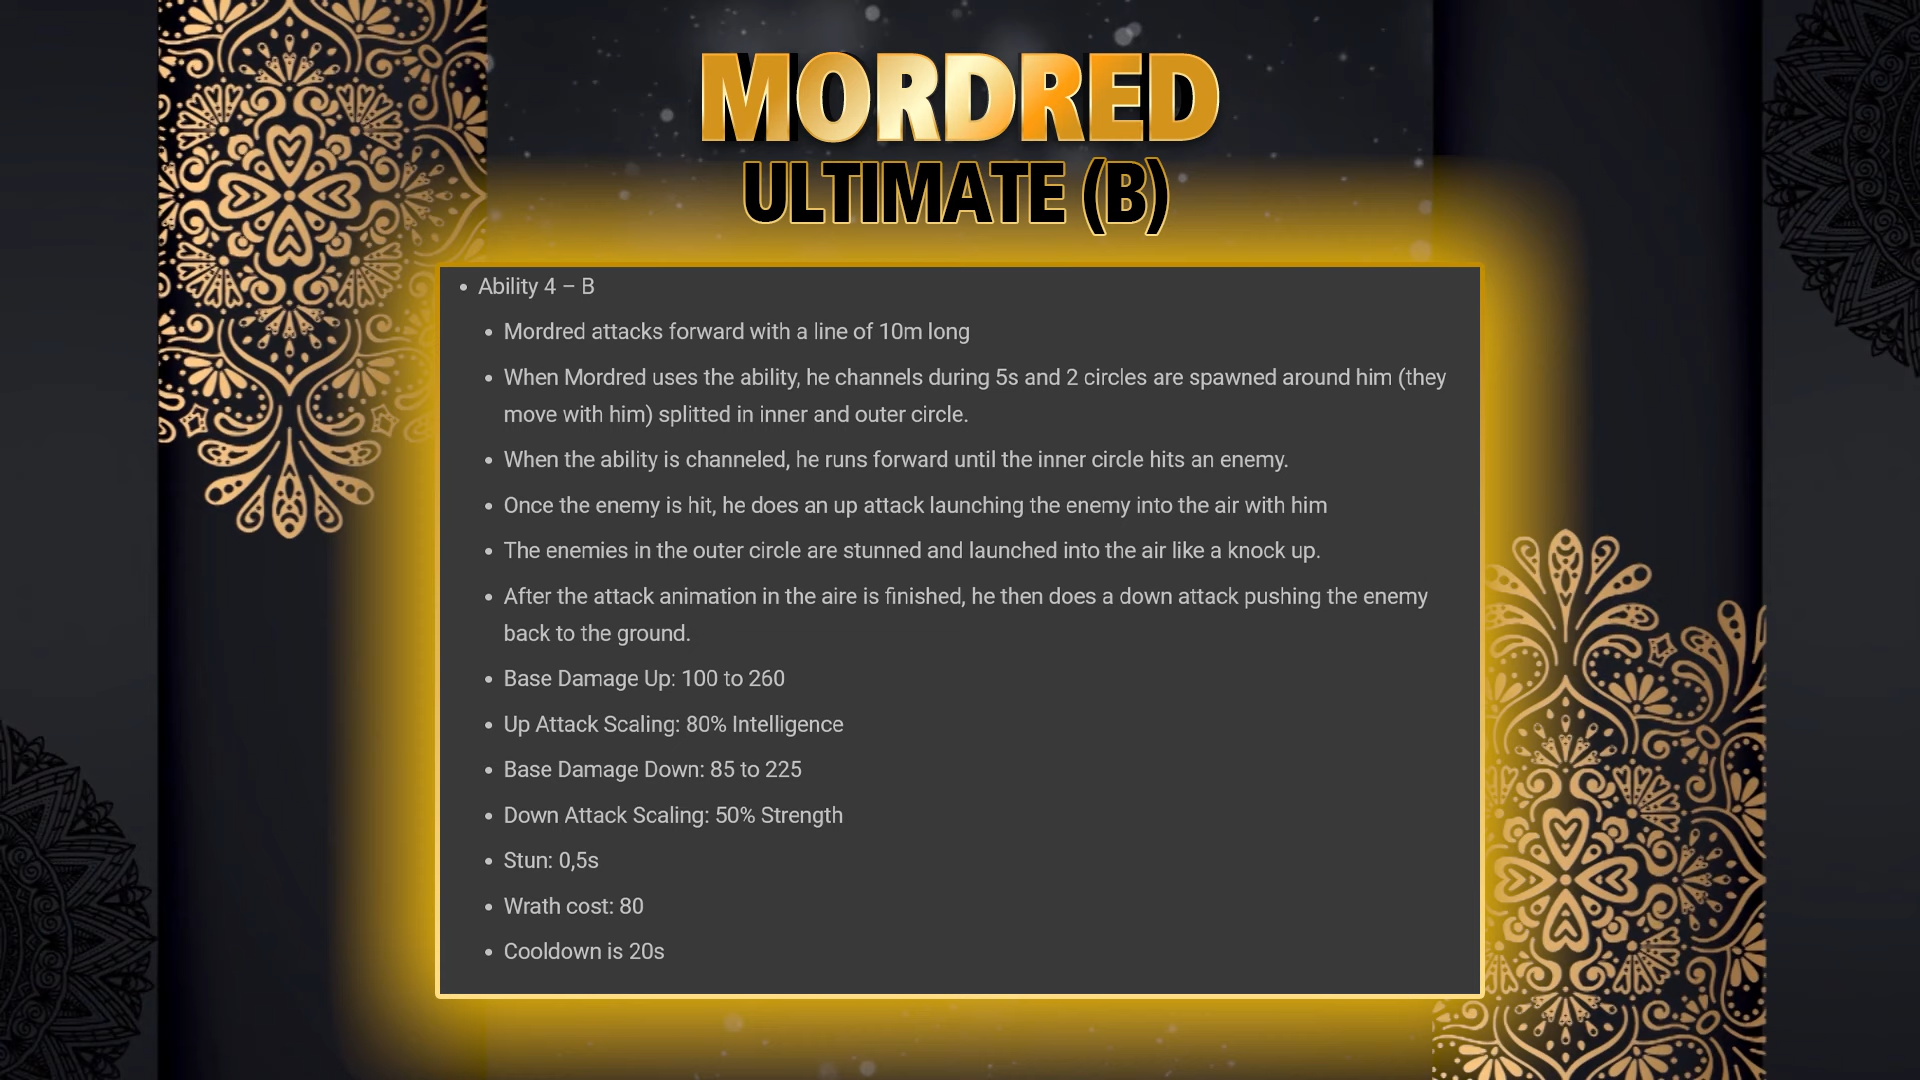 MORDRED
ULTIMATE (B)
• Ability 4 – B
• Mordred attacks forward with a line of 10m long
• When Mordred uses the ability, he channels during 5s and 2 circles are spawned around him (they
move with him) splitted in inner and outer circle.
• When the ability is channeled, he runs forward until the inner circle hits an enemy.
• Once the enemy is hit, he does an up attack launching the enemy into the air with him
• The enemies in the outer circle are stunned and launched into the air like a knock up.
• After the attack animation in the aire is finished, he then does a down attack pushing the enemy
back to the ground.
• Base Damage Up: 100 to 260
• Up Attack Scaling: 80% Intelligence
• Base Damage Down: 85 to 225
• Down Attack Scaling: 50% Strength
• Stun: 0,5s
• Wrath cost: 80
• Cooldown is 20s